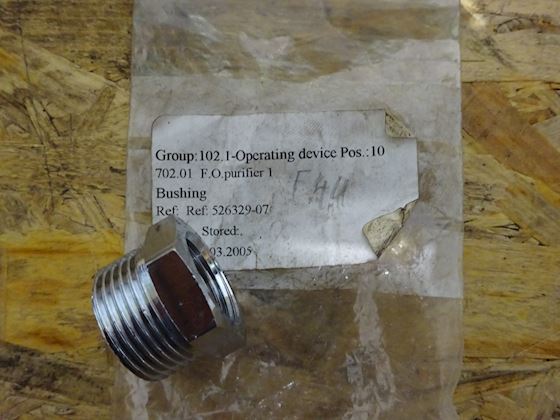 Group:102.1-Operating device Pos.:10
702.01 F.O.purifier 1
Bushing
Ref: Ref: 526329-07
Stored:.
03.2005